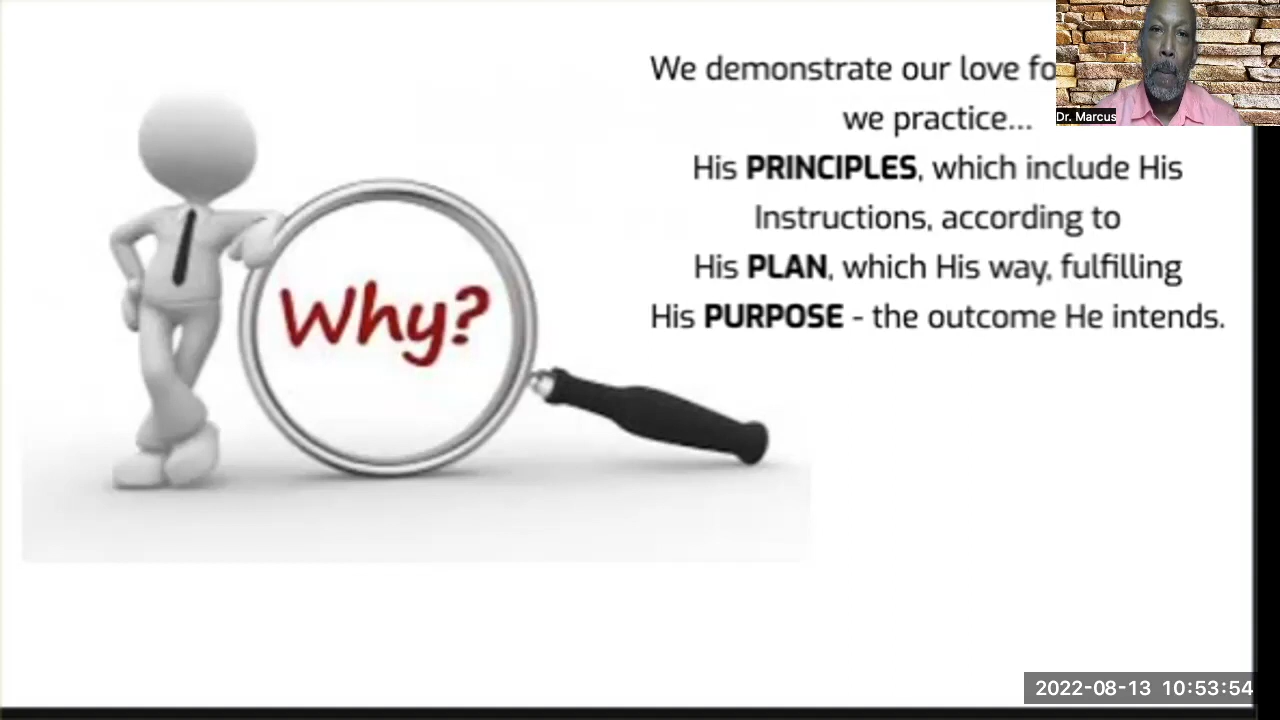 We demonstrate our love fo
we practice...
His PRINCIPLES, which include His
Instructions, according to
His PLAN, which His way, fulfilling
His PURPOSE - the outcome He intends.
Why?
Dr. Marcus
2022-08-13 10:53:54